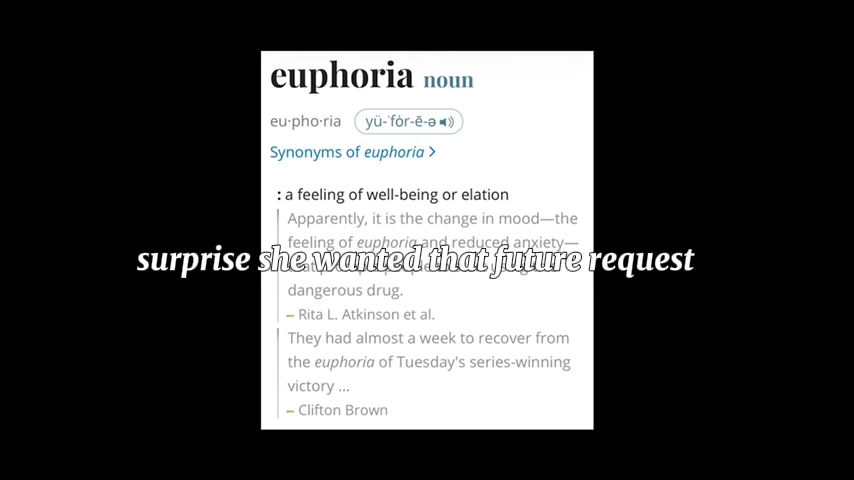 euphoria noun
eu·pho·ria yü-ˈfȯr-ē-ə
Synonyms of euphoria >
: a feeling of well-being or elation
Apparently, it is the change in mood—the
feeling of euphoria and reduced anxiety—
surprise she wanted that future request
dangerous drug.
– Rita L. Atkinson et al.
They had almost a week to recover from
the euphoria of Tuesday's series-winning
victory ...
– Clifton Brown